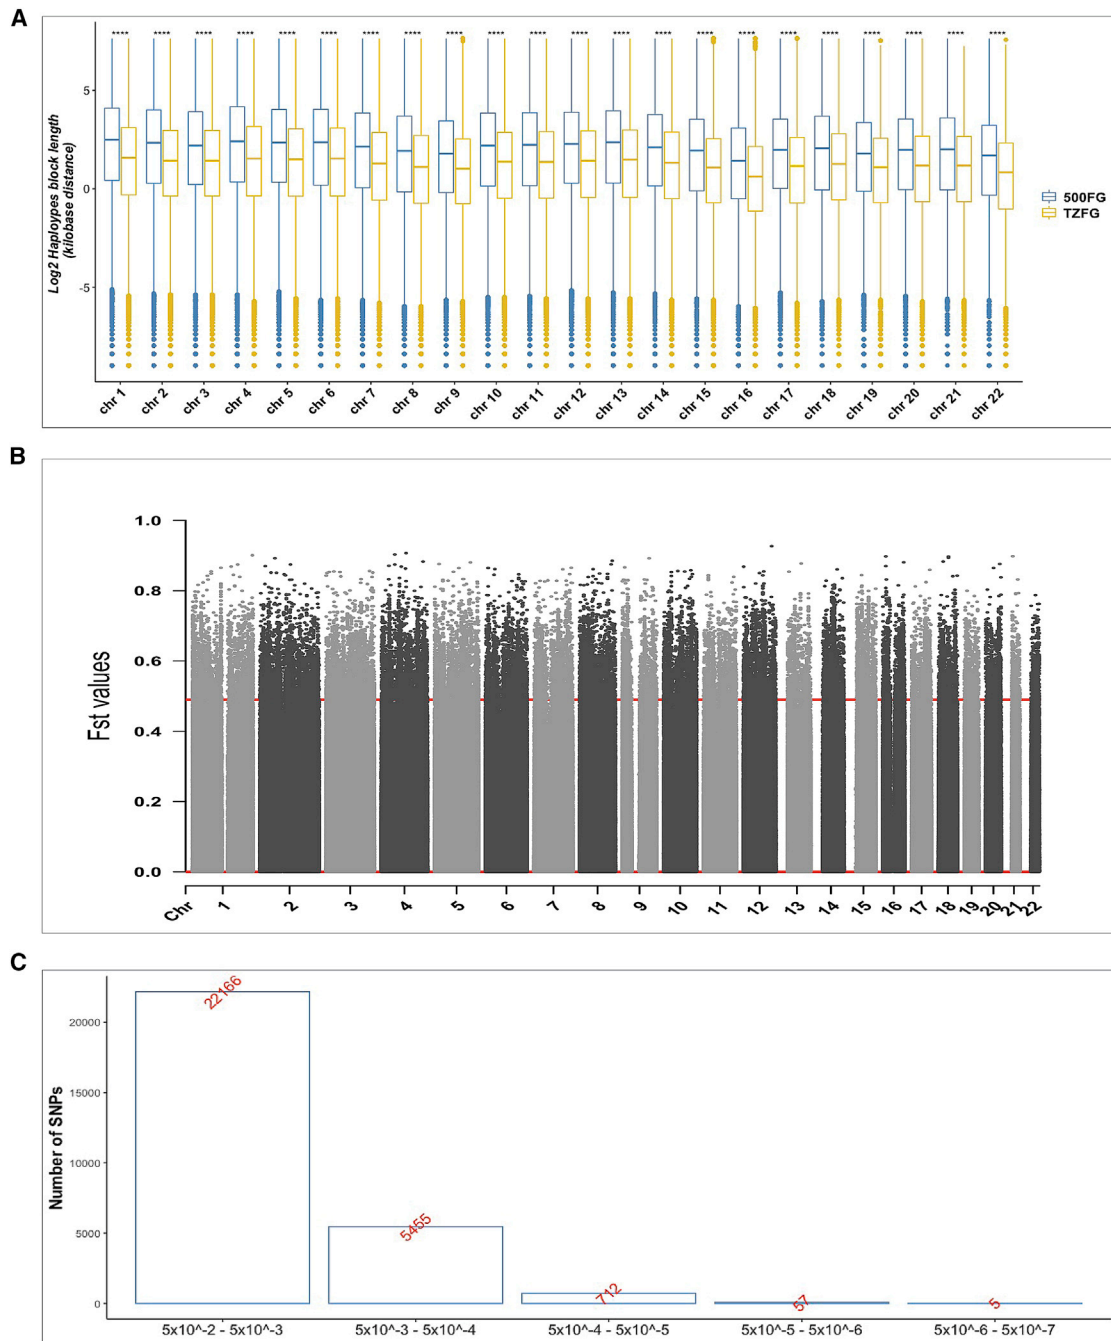 A
Log2 Haploypes block length
(kilobase distance)
5
0
-5
**** **** **** **** **** **** **** **** **** **** **** **** **** **** **** **** **** **** **** **** **** ****
chr 1 chr 2 chr 3 chr 4 chr 5 chr 6 chr 7 chr 8 chr 9 chr 10 chr 11 chr 12 chr 13 chr 14 chr 15 chr 16 chr 17 chr 18 chr 19 chr 20 chr 21 chr 22
500FG
TZFG
B
Fst values
1.0
0.8
0.6
0.4
0.2
0.0
Chr 1 2 3 4 5 6 7 8 9 10 11 12 13 14 15 16 17 18 19 20 21 22
C
Number of SNPs
20000
15000
10000
5000
0
22166
5455
712
57
5
5x10^-2 - 5x10^-3 5x10^-3 - 5x10^-4 5x10^-4 - 5x10^-5 5x10^-5 - 5x10^-6 5x10^-6 - 5x10^-7